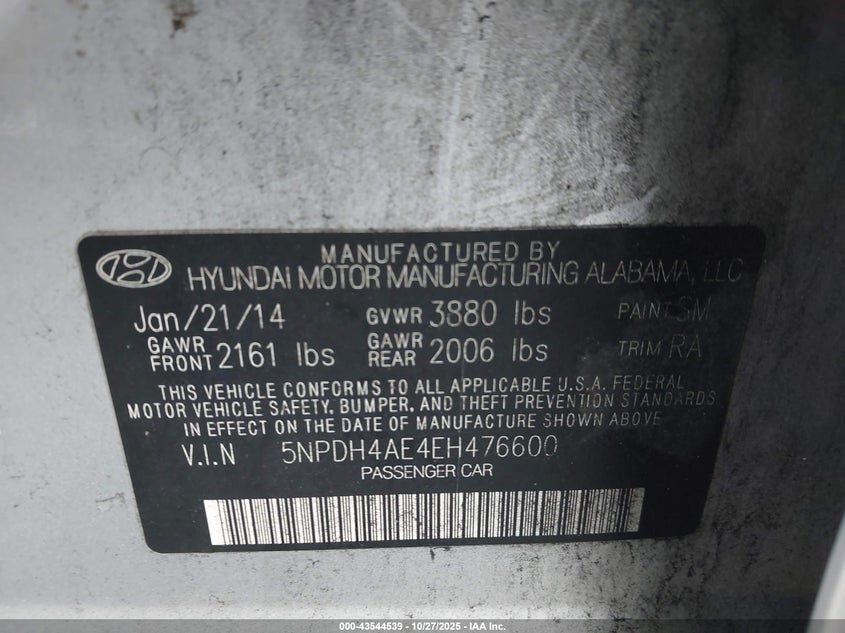 MANUFACTURED BY
HYUNDAI MOTOR MANUFACTURING ALABAMA, LLC
Jan/21/14 GVWR 3880 lbs PAINT SM
GAWR FRONT 2161 lbs GAWR REAR 2006 lbs TRIM RA
THIS VEHICLE CONFORMS TO ALL APPLICABLE U.S.A. FEDERAL
MOTOR VEHICLE SAFETY, BUMPER, AND THEFT PREVENTION STANDARDS
IN EFFECT ON THE DATE OF MANUFACTURE SHOWN ABOVE
V.I.N 5NPDH4AE4EH476600
PASSENGER CAR
000-43544539 - 10/27/2025 - IAA Inc.